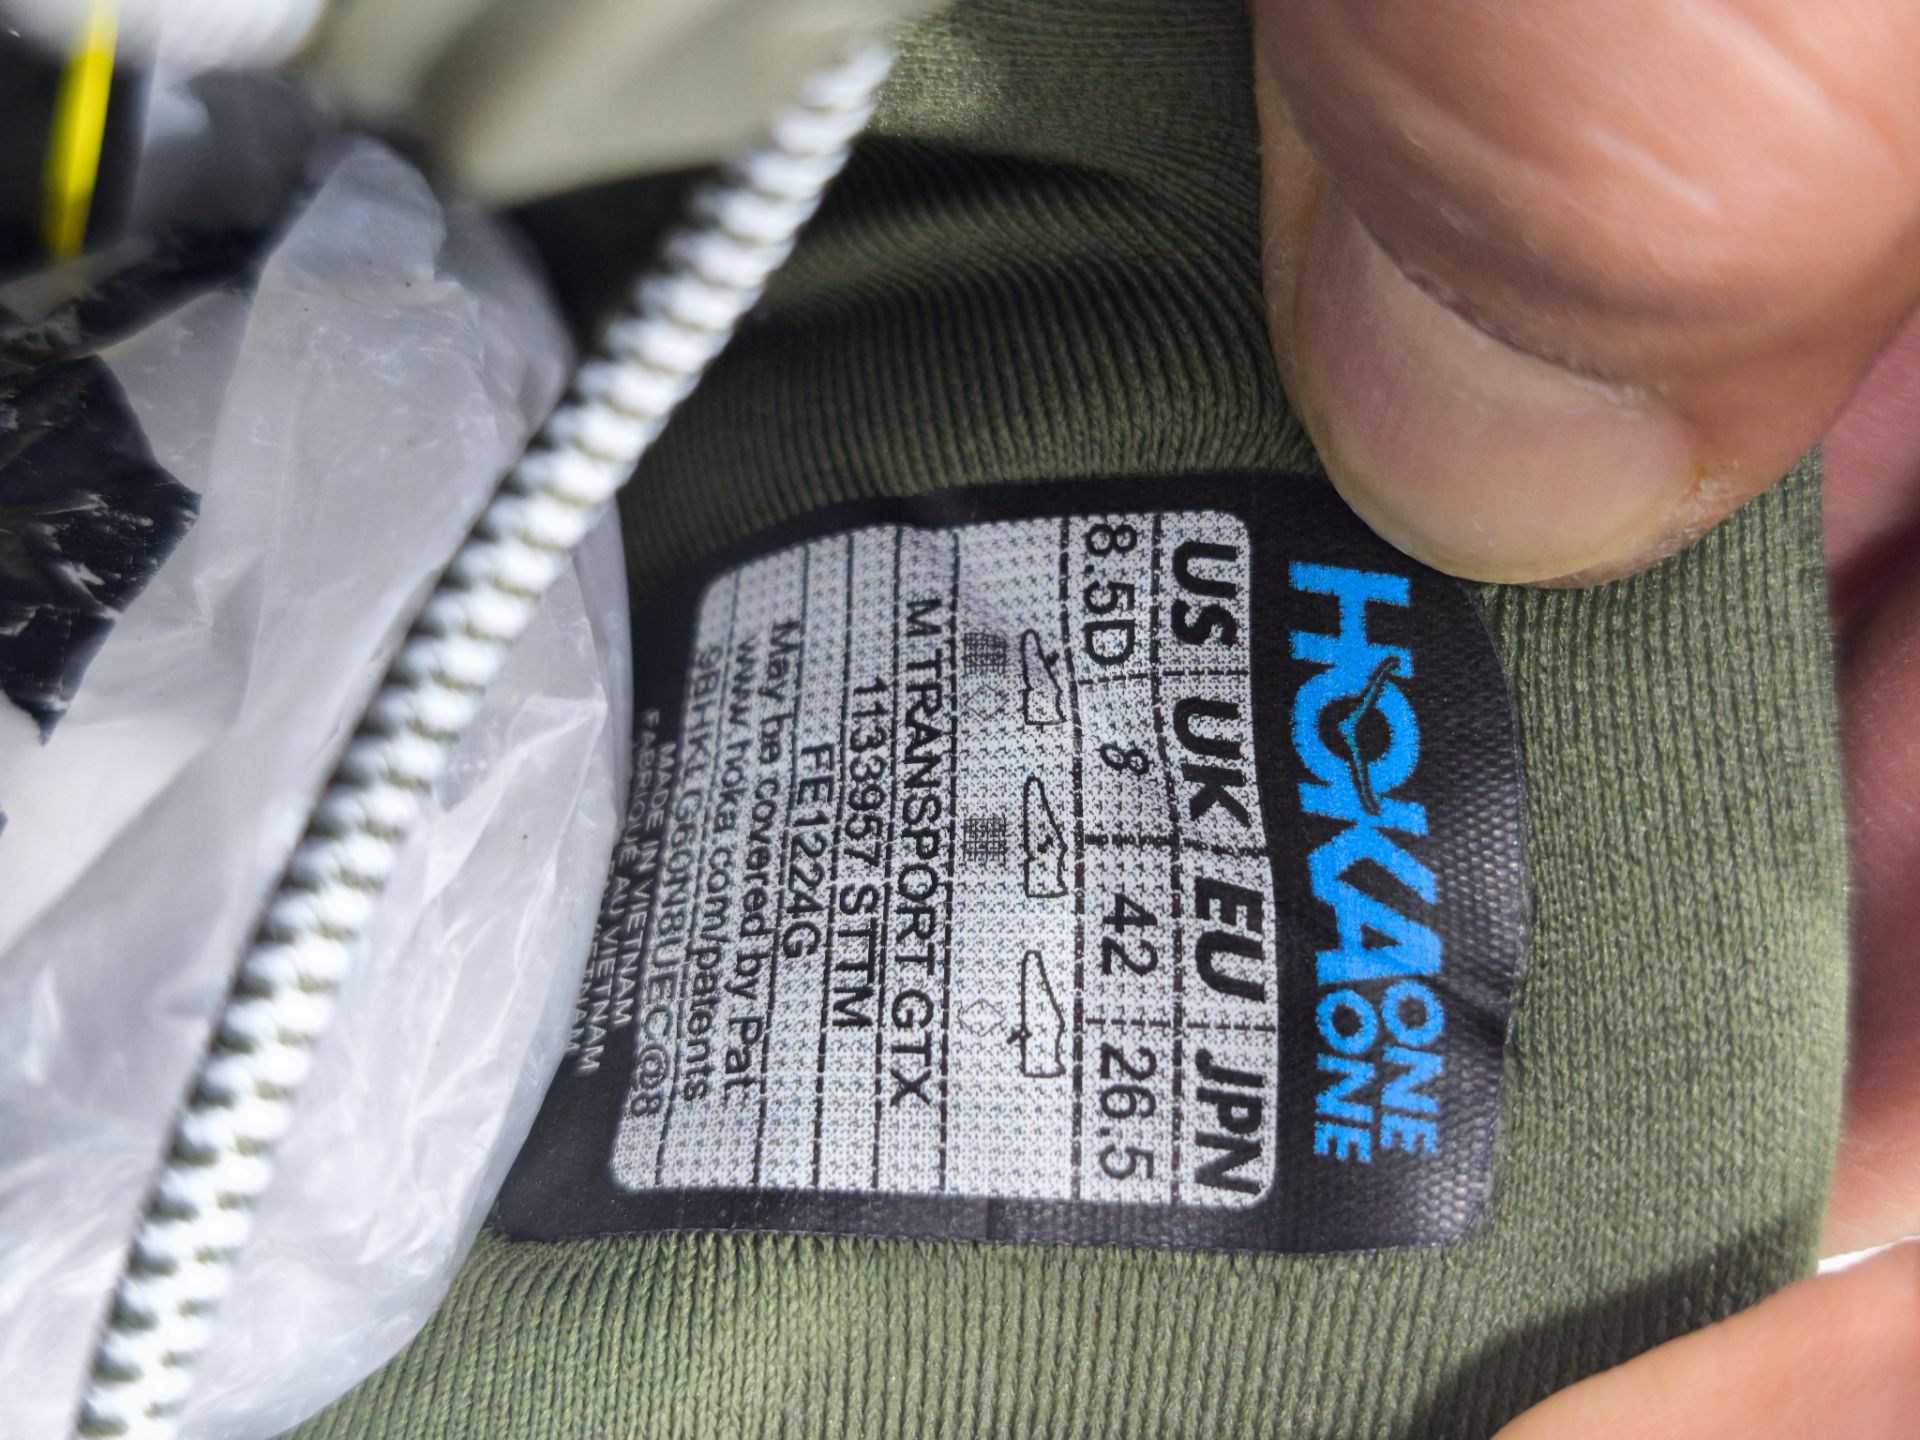 HOKA ONE ONE
US UK EU JPN
8.5D 8 42 26.5
M TRANSPORT GTX
1133957 STTM
FE1224G
May be covered by Pat.
www.hoka.com/patents
MADE IN VIETNAM